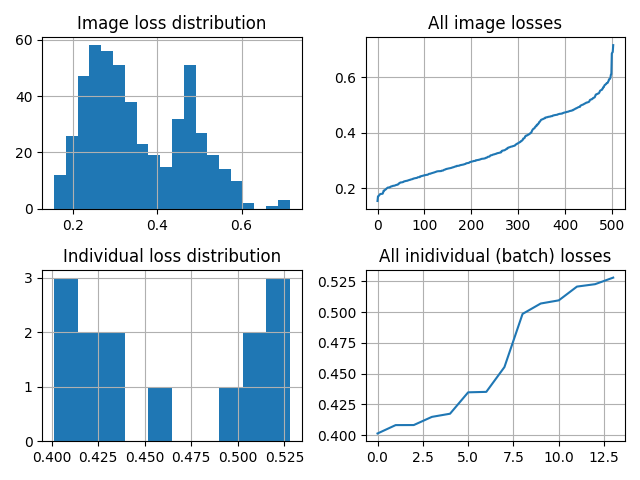 Image loss distribution
60
40
20
0
0.2 0.4 0.6
All image losses
0.6
0.4
0.2
0 100 200 300 400 500
Individual loss distribution
3
2
1
0
0.400 0.425 0.450 0.475 0.500 0.525
All inidividual (batch) losses
0.525
0.500
0.475
0.450
0.425
0.400
0.0 2.5 5.0 7.5 10.0 12.5